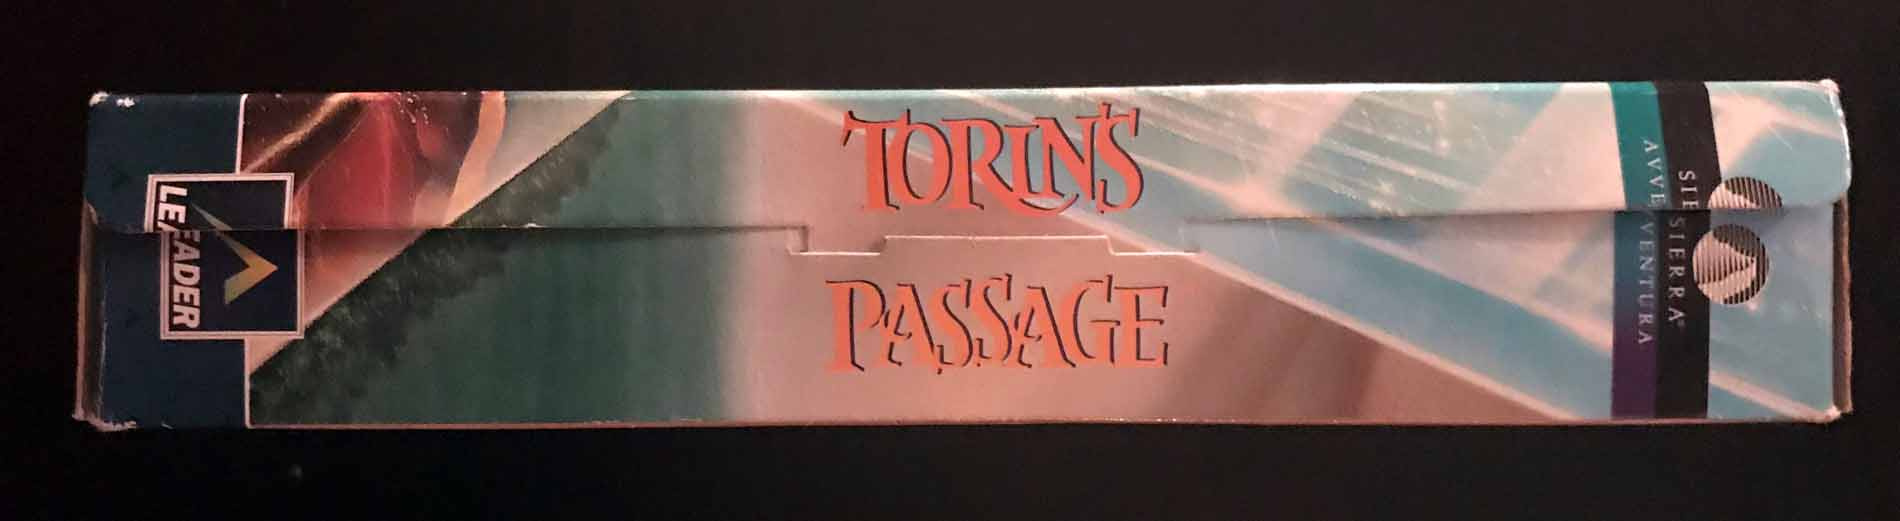 LEADER
TORIN'S
PASSAGE
SIERRA®
AVVENTURA